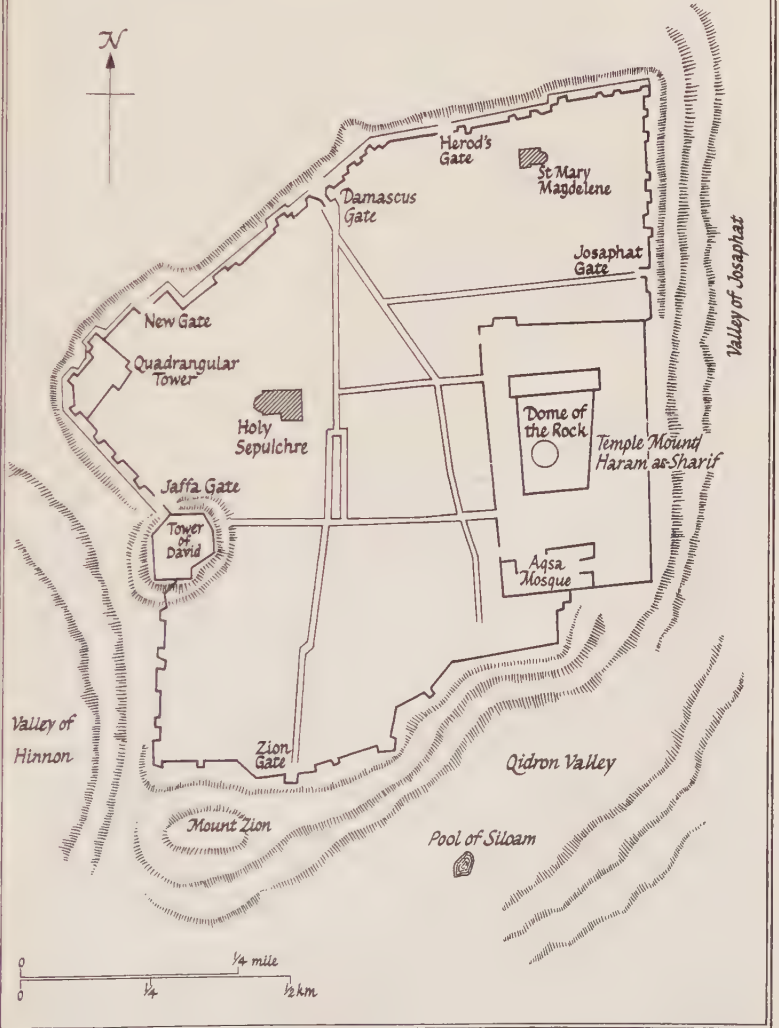 N
Herod's
Gate
St Mary
Magdelene
Damascus
Gate
Josaphat
Gate
Valley of Josaphat
New Gate
Quadrangular
Tower
Holy
Sepulchre
Dome of
the Rock
Temple Mount/
Haram as-Sharif
Jaffa Gate
Tower
of
David
Aqsa
Mosque
Valley of
Hinnon
Zion
Gate
Qidron Valley
Mount Zion
Pool of Siloam
0 1/4 mile
0 1/4 1/2 km